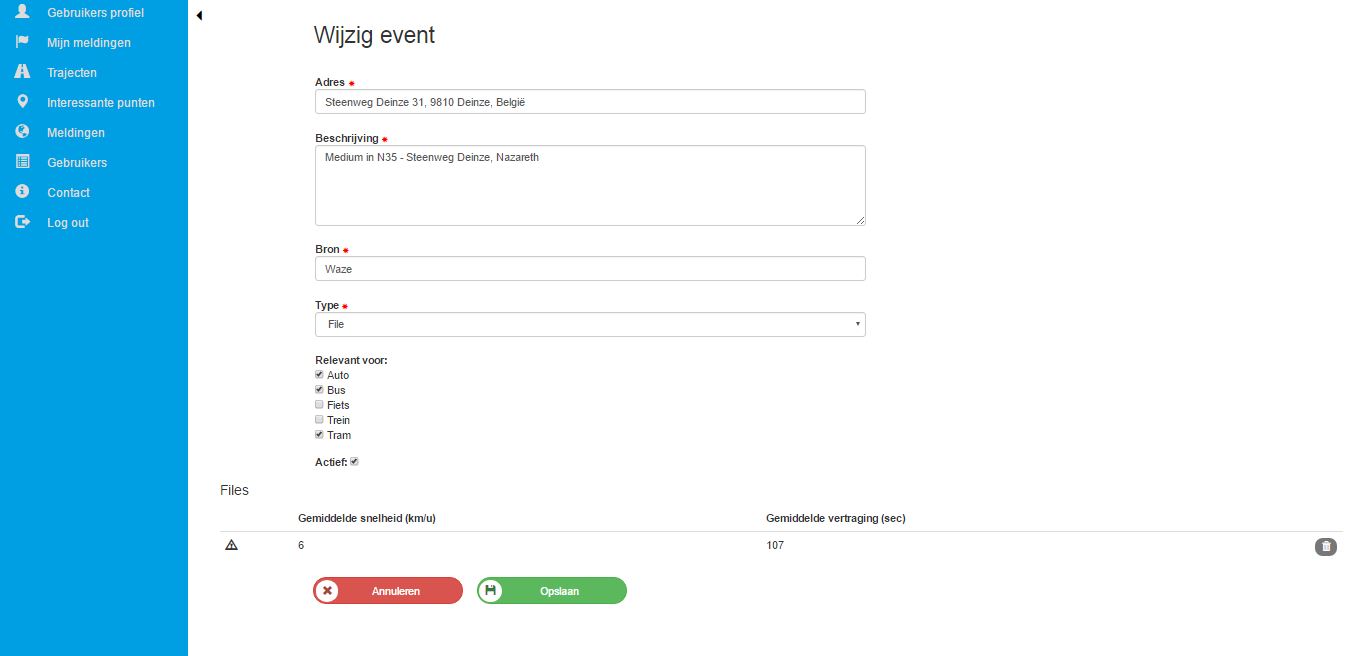 Gebruikers profiel
Mijn meldingen
Trajecten
Interessante punten
Meldingen
Gebruikers
Contact
Log out
Wijzig event
Adres *
Steenweg Deinze 31, 9810 Deinze, België
Beschrijving *
Medium in N35 - Steenweg Deinze, Nazareth
Bron *
Waze
Type *
File
Relevant voor:
Auto
Bus
Fiets
Trein
Tram
Actief:
Files
Gemiddelde snelheid (km/u) Gemiddelde vertraging (sec)
6 107
Annuleren Opslaan